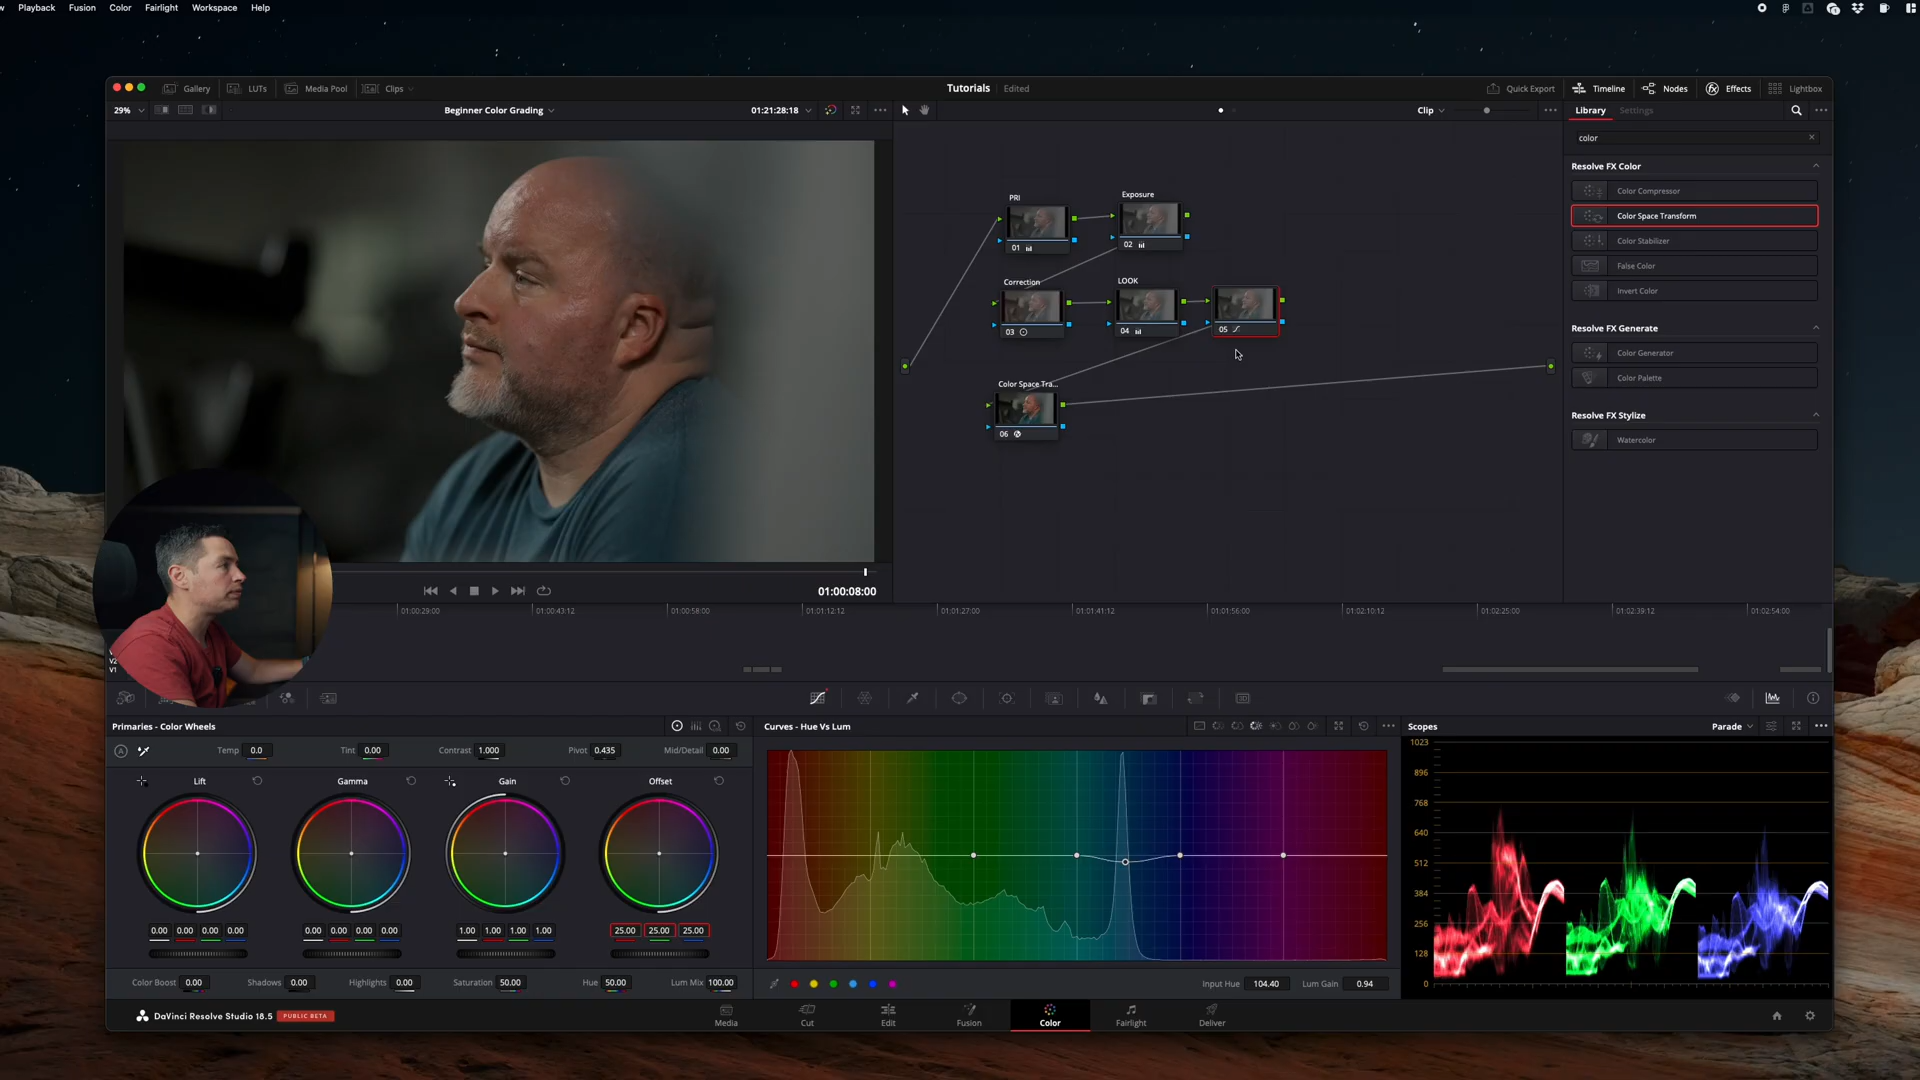 Playback Fusion Color Fairlight Workspace Help
Gallery LUTs Media Pool Clips Tutorials Edited Quick Export Timeline Nodes Effects Lightbox
29% Beginner Color Grading 01:21:28:18 Clip Library Settings
color
Resolve FX Color
Color Compressor
Color Space Transform
Color Stabilizer
False Color
Invert Color
Resolve FX Generate
Color Generator
Color Palette
Resolve FX Stylize
Watercolor
PRI Exposure
01 02
Correction LOOK
03 04 05
Color Space Tra...
06
01:00:08:00
01:00:29:00 01:00:43:12 01:00:58:00 01:01:12:12 01:01:27:00 01:01:41:12 01:01:56:00 01:02:10:12 01:02:25:00 01:02:39:12 01:02:54:00
V2
V1
Primaries - Color Wheels Curves - Hue Vs Lum Scopes Parade
A Temp 0.0 Tint 0.00 Contrast 1.000 Pivot 0.435 Mid/Detail 0.00
Lift Gamma Gain Offset
0.00 0.00 0.00 0.00 0.00 0.00 0.00 0.00 1.00 1.00 1.00 1.00 25.00 25.00 25.00
Color Boost 0.00 Shadows 0.00 Highlights 0.00 Saturation 50.00 Hue 50.00 Lum Mix 100.00
Input Hue 104.40 Lum Gain 0.94
1023
896
768
640
512
384
256
128
0
DaVinci Resolve Studio 18.5 PUBLIC BETA Media Cut Edit Fusion Color Fairlight Deliver